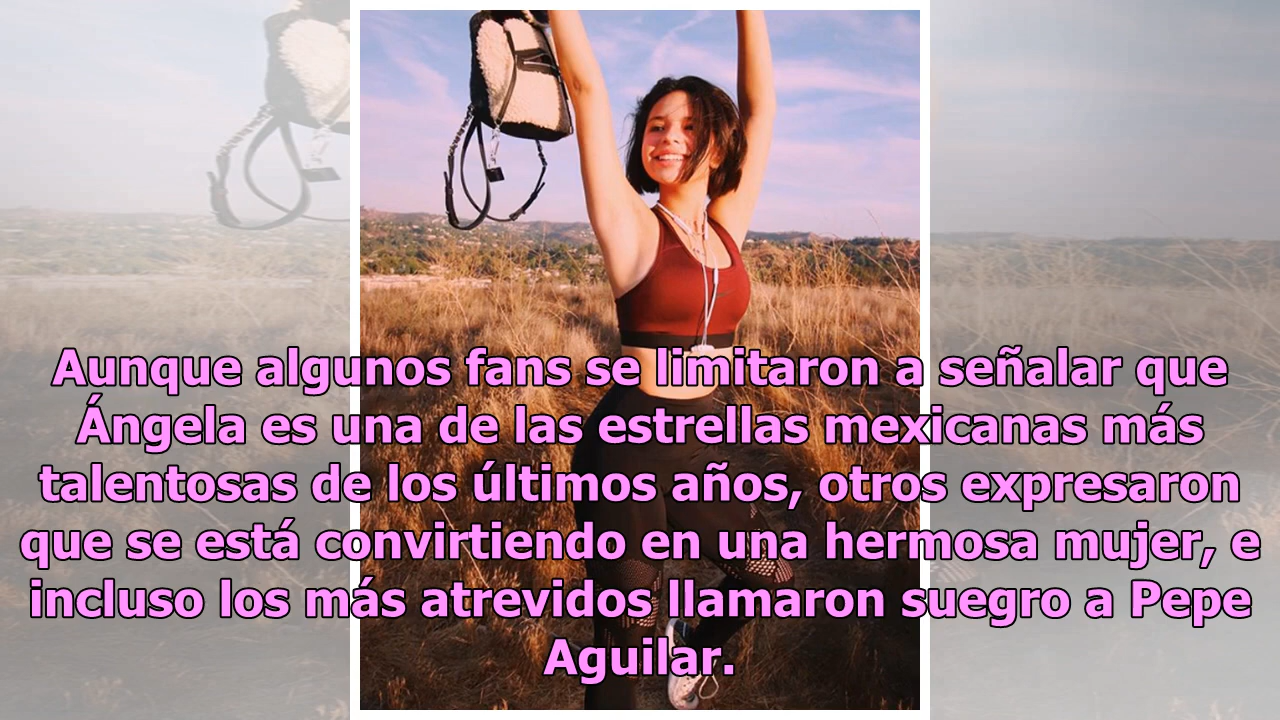 Aunque algunos fans se limitaron a señalar que
Ángela es una de las estrellas mexicanas más
talentosas de los últimos años, otros expresaron
que se está convirtiendo en una hermosa mujer, e
incluso los más atrevidos llamaron suegro a Pepe
Aguilar.